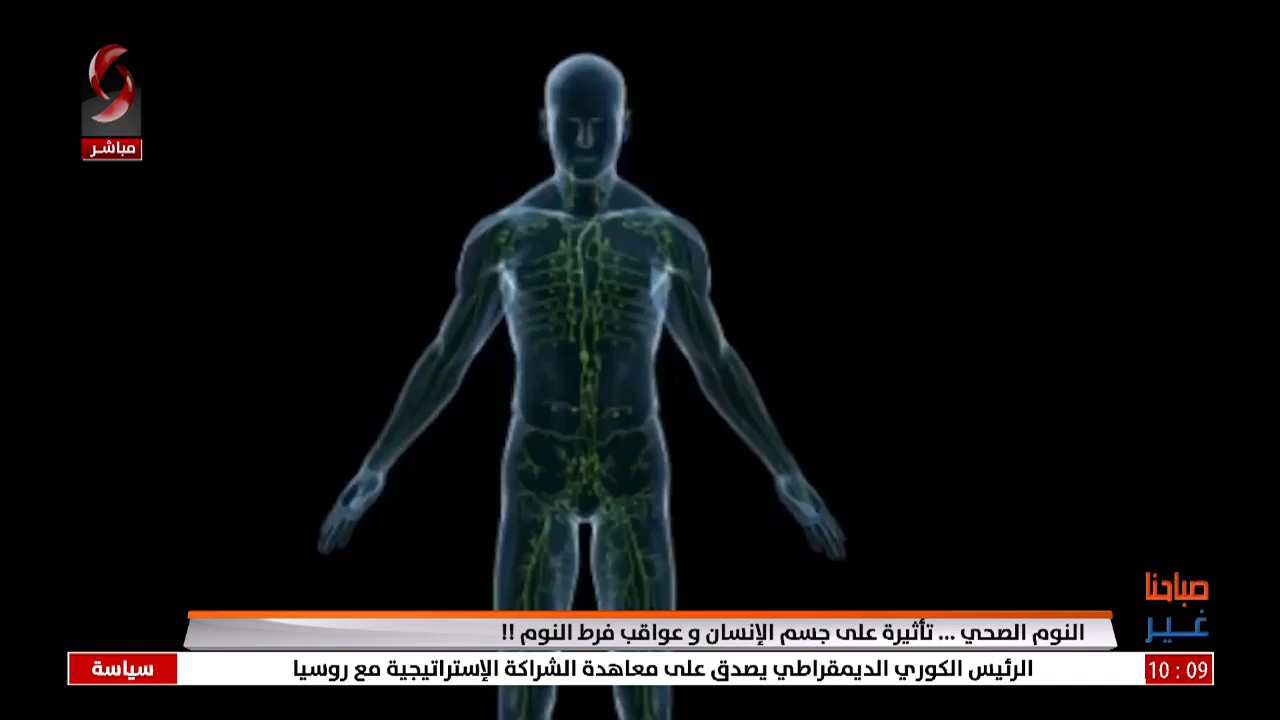 مباشر
صباحنا
غير
النوم الصحي ... تأثيرة على جسم الإنسان و عواقب فرط النوم !!
10 : 09
الرئيس الكوري الديمقراطي يصدق على معاهدة الشراكة الإستراتيجية مع روسيا
سياسة